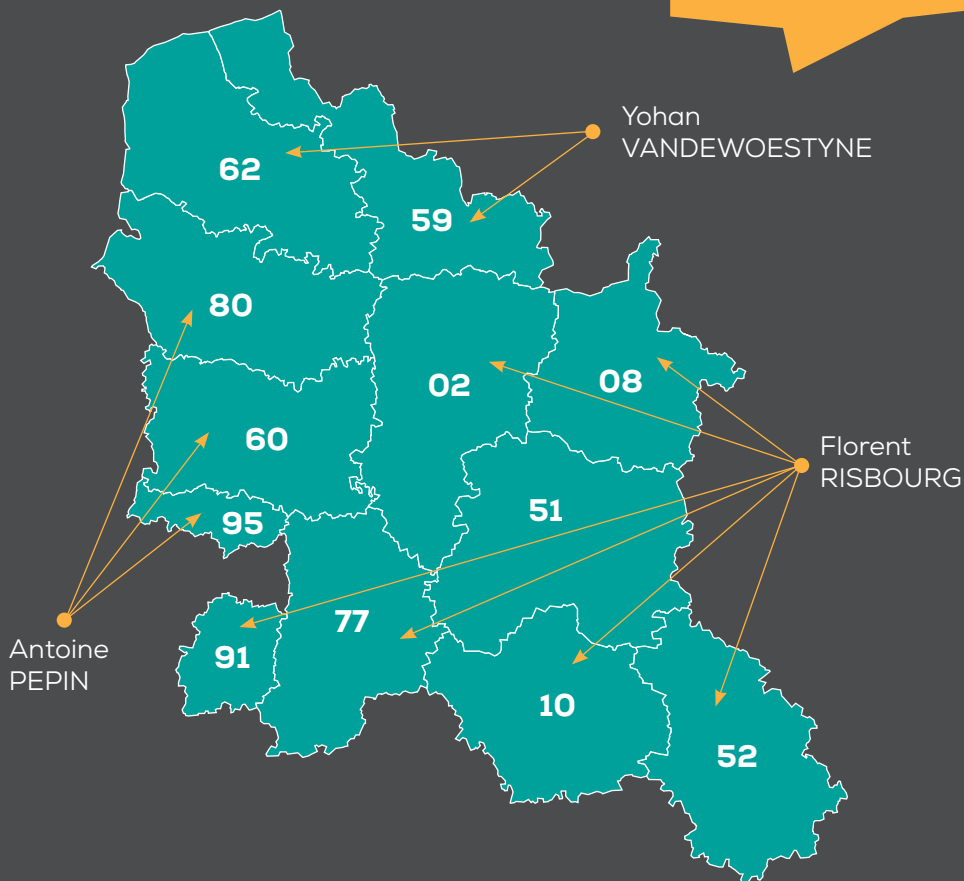 Yohan
VANDEWOESTYNE
62
59
80
02
08
60
Florent
RISBOURG
51
95
77
Antoine
PEPIN
91
10
52